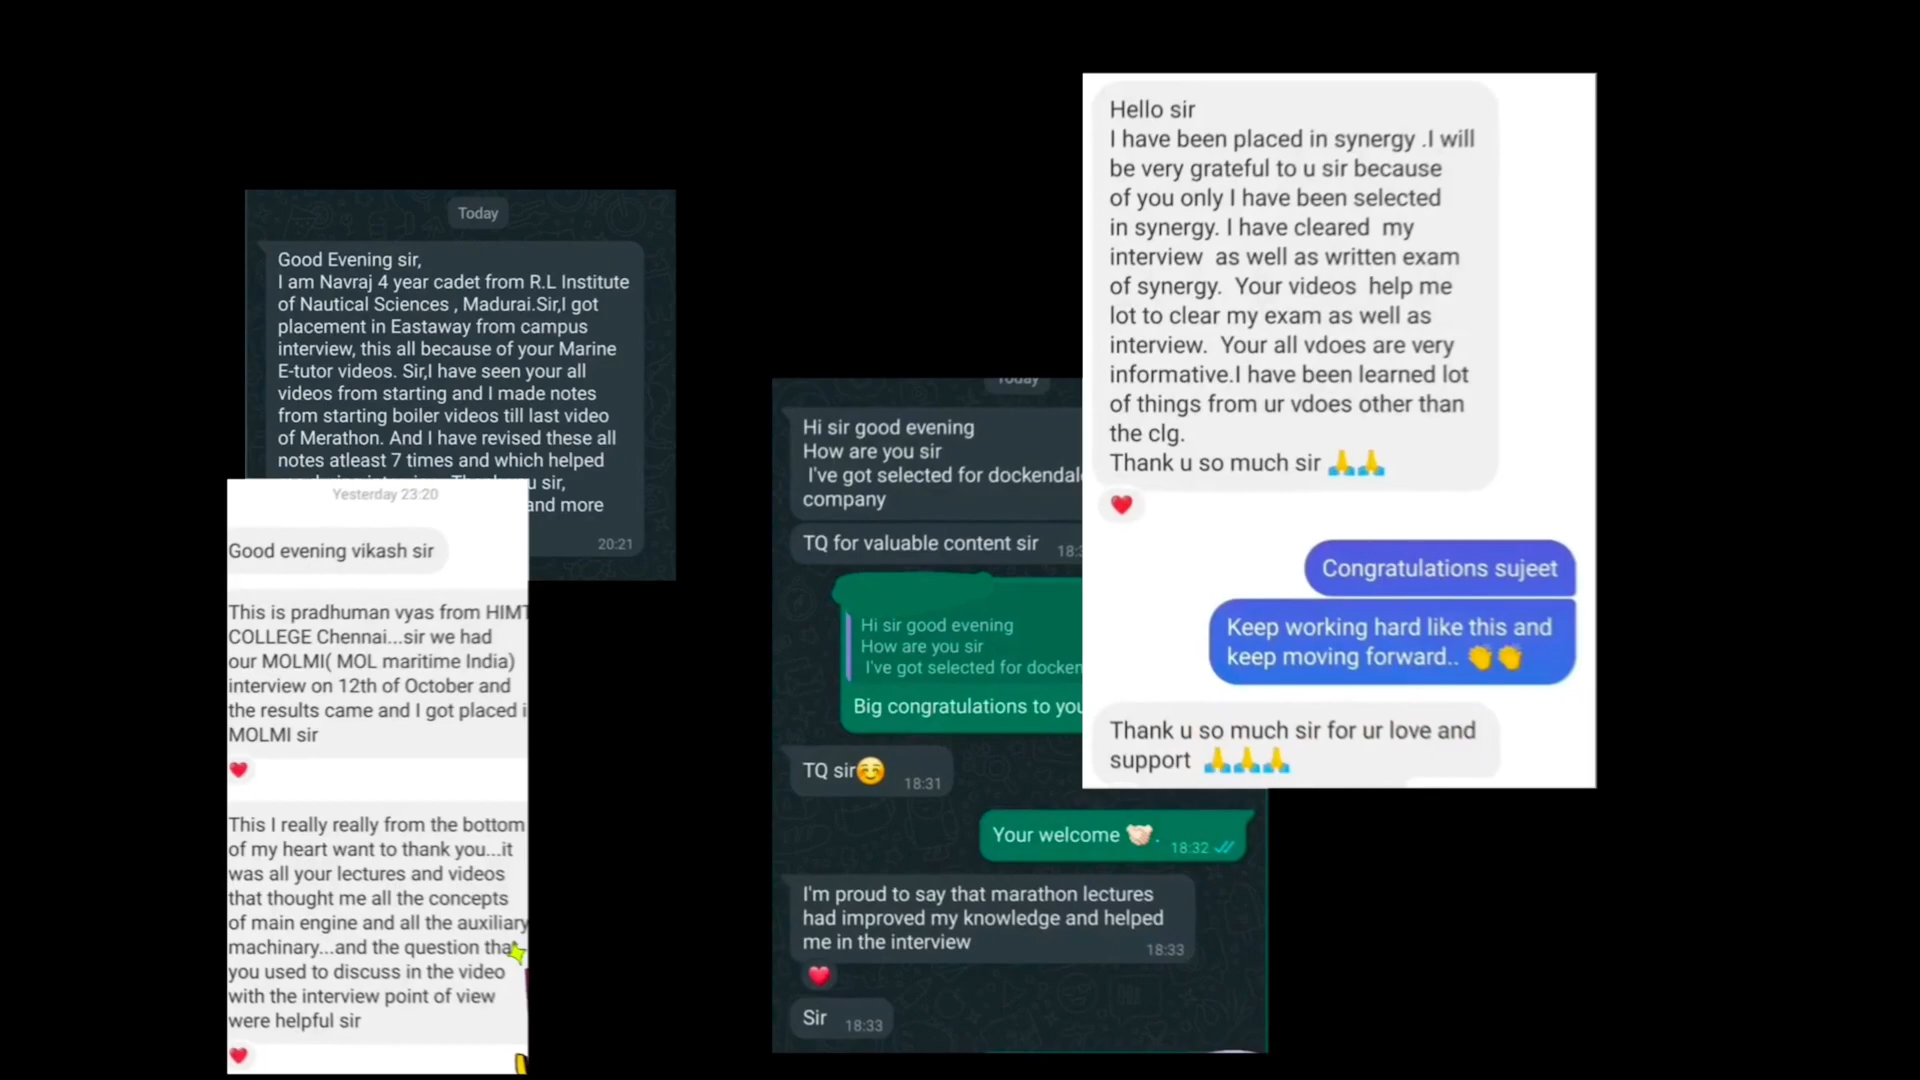 Today
Good Evening sir,
I am Navraj 4 year cadet from R.L Institute
of Nautical Sciences , Madurai.Sir,I got
placement in Eastaway from campus
interview, this all because of your Marine
E-tutor videos. Sir,I have seen your all
videos from starting and I made notes
from starting boiler videos till last video
of Merathon. And I have revised these all
notes atleast 7 times and which helped
u sir,
and more
20:21
Yesterday 23:20
Good evening vikash sir
This is pradhuman vyas from HIMT
COLLEGE Chennai...sir we had
our MOLMI( MOL maritime India)
interview on 12th of October and
the results came and I got placed i
MOLMI sir
This I really really from the bottom
of my heart want to thank you...it
was all your lectures and videos
that thought me all the concepts
of main engine and all the auxiliary
machinary...and the question that
you used to discuss in the video
with the interview point of view
were helpful sir
Today
Hi sir good evening
How are you sir
I've got selected for dockendale
company
TQ for valuable content sir 18:3
Hi sir good evening
How are you sir
I've got selected for docken
Big congratulations to you
TQ sir☺️ 18:31
Your welcome 🤝. 18:32
I'm proud to say that marathon lectures
had improved my knowledge and helped
me in the interview 18:33
Sir 18:33
Hello sir
I have been placed in synergy .I will
be very grateful to u sir because
of you only I have been selected
in synergy. I have cleared my
interview as well as written exam
of synergy. Your videos help me
lot to clear my exam as well as
interview. Your all vdoes are very
informative.I have been learned lot
of things from ur vdoes other than
the clg.
Thank u so much sir 🙏🙏
Congratulations sujeet
Keep working hard like this and
keep moving forward.. 👏👏
Thank u so much sir for ur love and
support 🙏🙏🙏